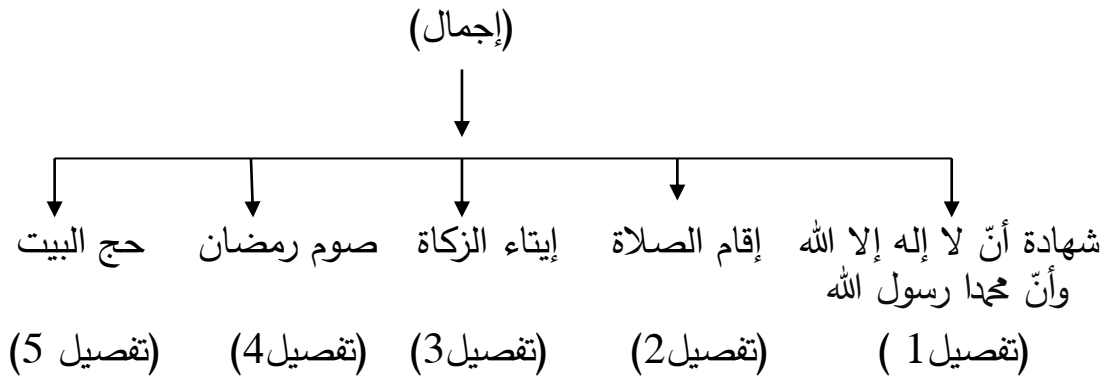 (إجمال)
شهادة أنّ لا إله إلا الله
وأنّ محمدا رسول الله
إقام الصلاة
إيتاء الزكاة
صوم رمضان
حج البيت
(تفصيل1 )
(تفصيل2)
(تفصيل3)
(تفصيل4)
(تفصيل 5)